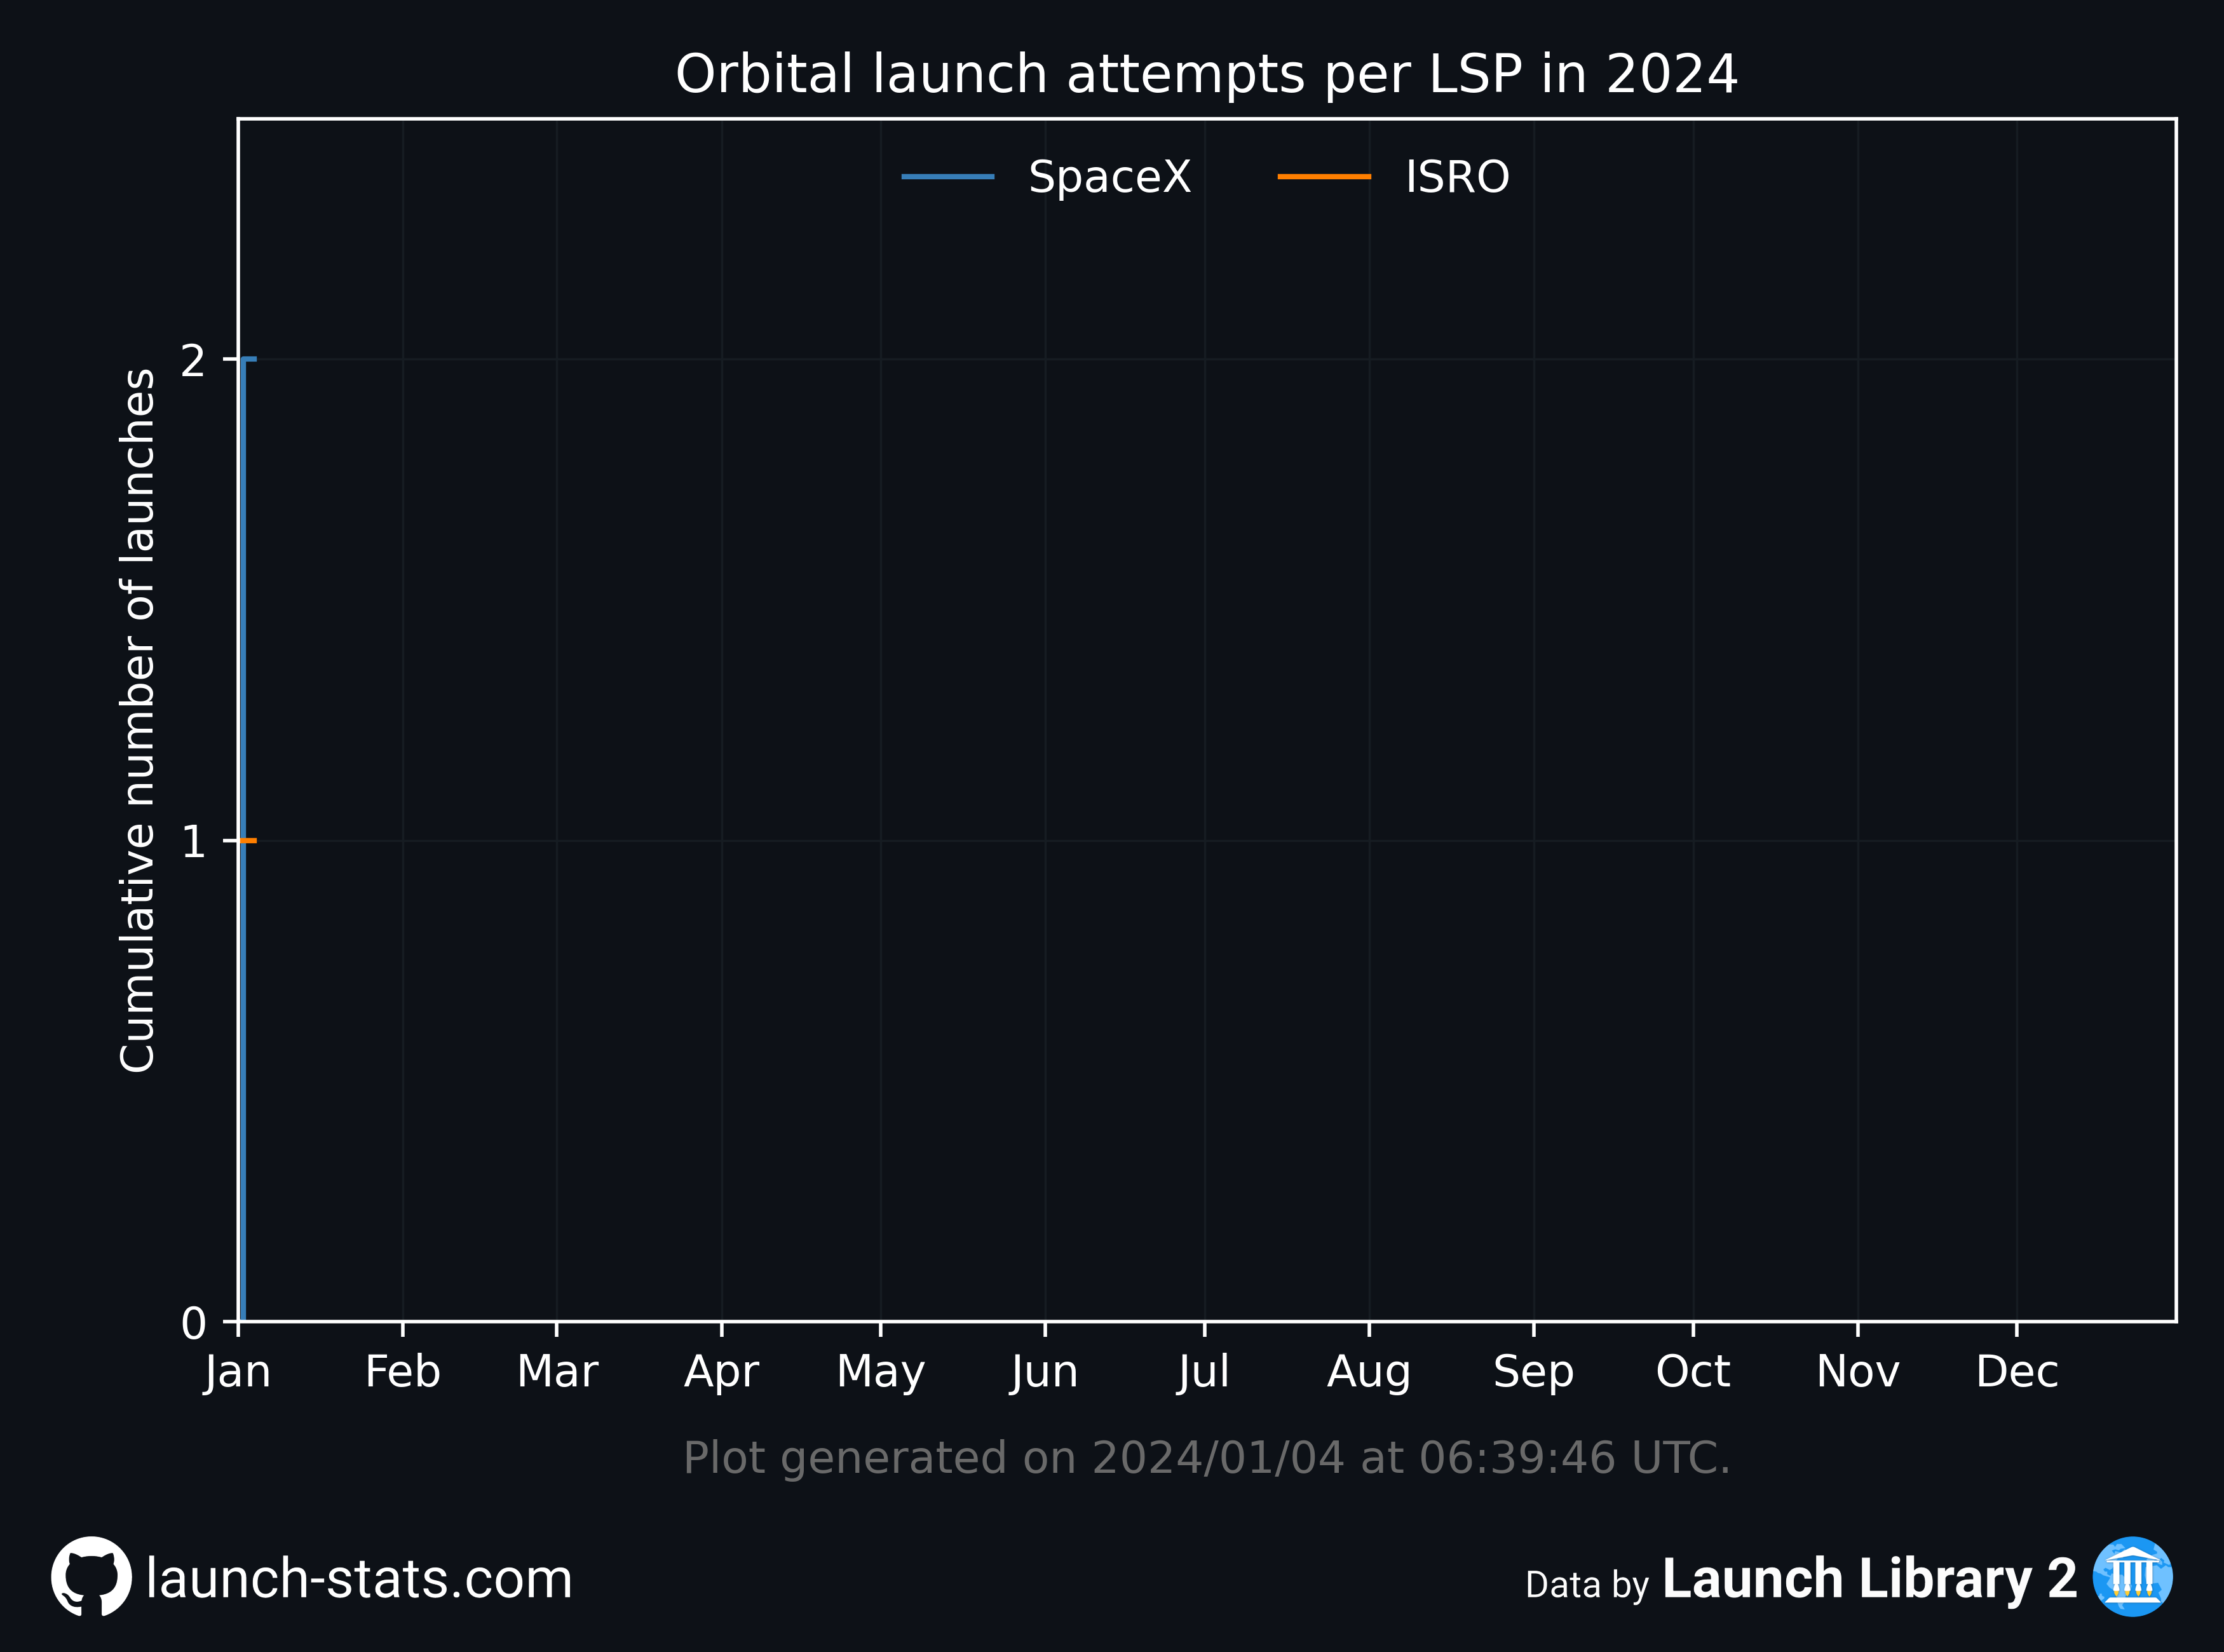 Orbital launch attempts per LSP in 2024
SpaceX ISRO
Cumulative number of launches
2
1
0
Jan Feb Mar Apr May Jun Jul Aug Sep Oct Nov Dec
Plot generated on 2024/01/04 at 06:39:46 UTC.
launch-stats.com
Data by Launch Library 2